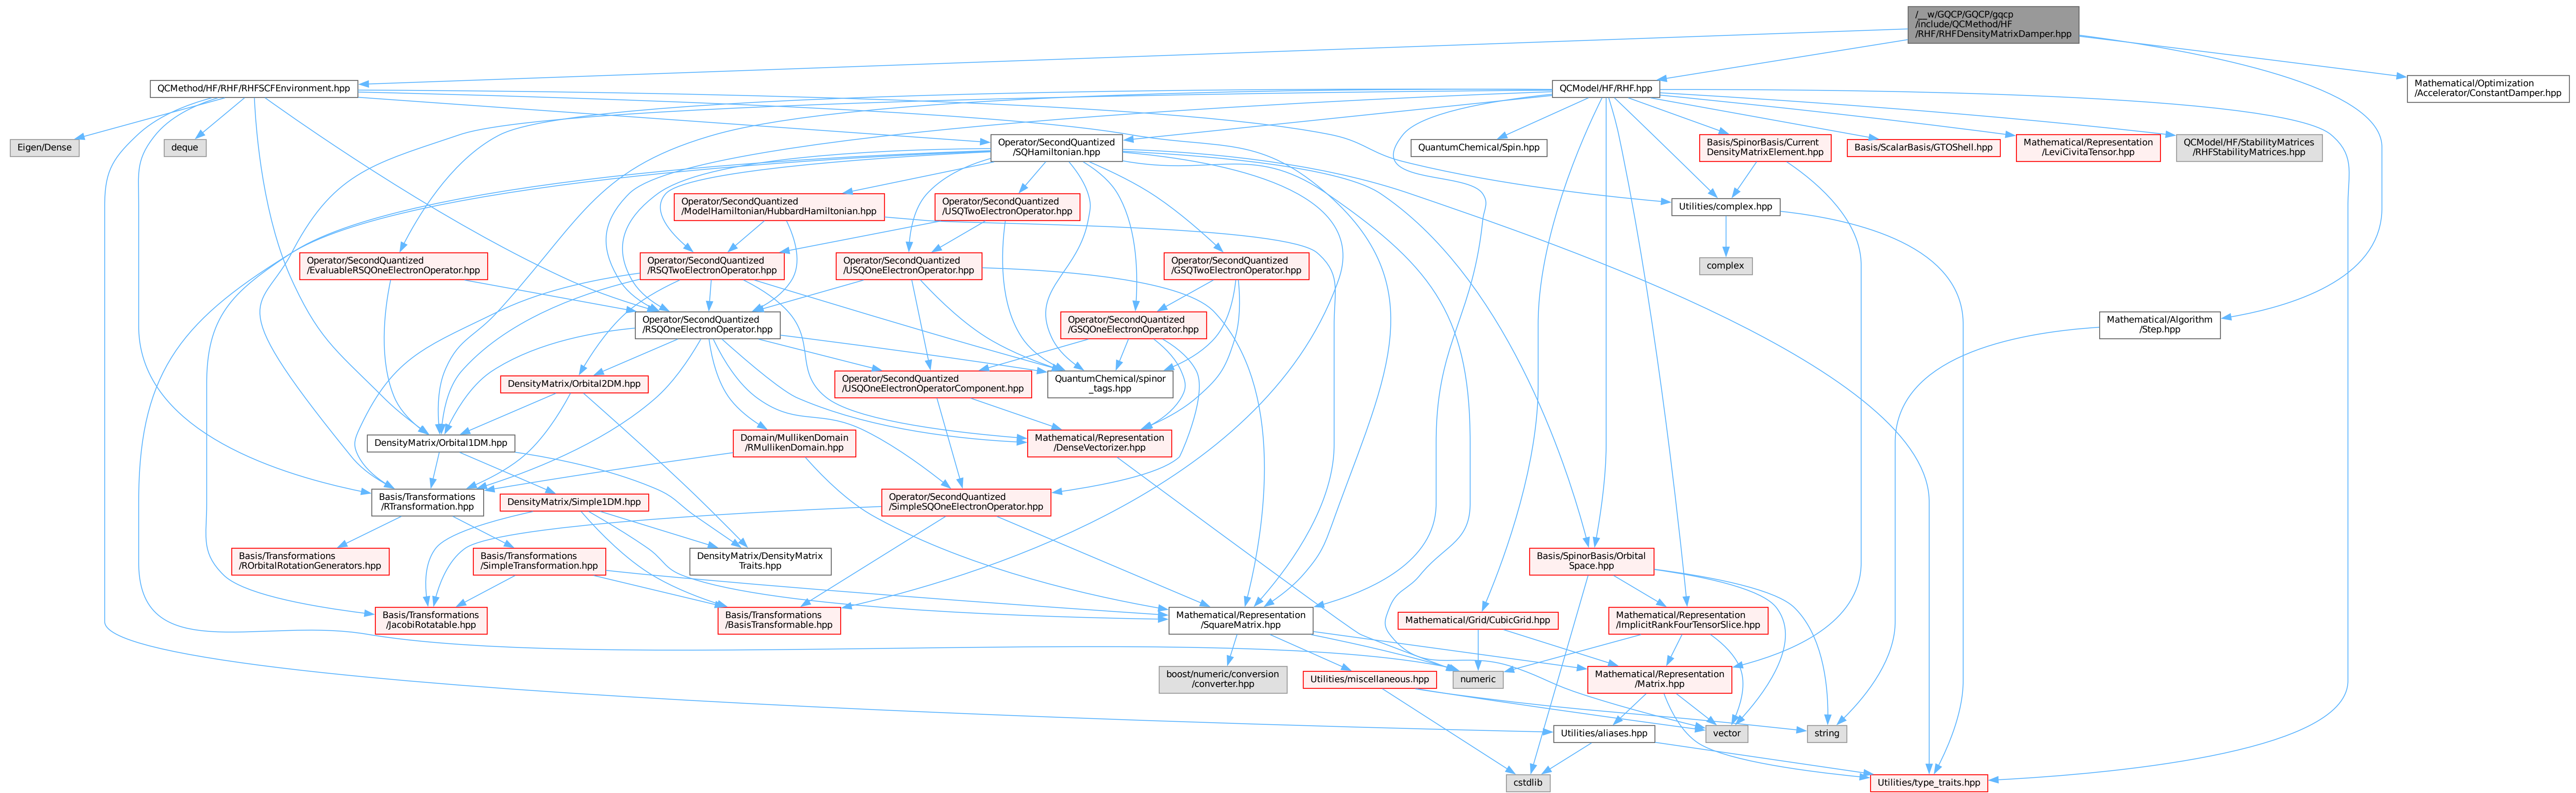 /__w/GQCP/GQCP/gqcp
/include/QCMethod/HF
/RHF/RHFDensityMatrixDamper.hpp
QCMethod/HF/RHF/RHFSCFEnvironment.hpp
QCModel/HF/RHF.hpp
Mathematical/Optimization
/Accelerator/ConstantDamper.hpp
Eigen/Dense
deque
Operator/SecondQuantized
/SQHamiltonian.hpp
QuantumChemical/Spin.hpp
Basis/SpinorBasis/Current
DensityMatrixElement.hpp
Basis/ScalarBasis/GTOShell.hpp
Mathematical/Representation
/LeviCivitaTensor.hpp
QCModel/HF/StabilityMatrices
/RHFStabilityMatrices.hpp
Operator/SecondQuantized
/ModelHamiltonian/HubbardHamiltonian.hpp
Operator/SecondQuantized
/USQTwoElectronOperator.hpp
Utilities/complex.hpp
Operator/SecondQuantized
/EvaluableRSQOneElectronOperator.hpp
Operator/SecondQuantized
/RSQTwoElectronOperator.hpp
Operator/SecondQuantized
/USQOneElectronOperator.hpp
Operator/SecondQuantized
/GSQTwoElectronOperator.hpp
complex
Operator/SecondQuantized
/RSQOneElectronOperator.hpp
Operator/SecondQuantized
/GSQOneElectronOperator.hpp
Mathematical/Algorithm
/Step.hpp
DensityMatrix/Orbital2DM.hpp
Operator/SecondQuantized
/USQOneElectronOperatorComponent.hpp
QuantumChemical/spinor
_tags.hpp
DensityMatrix/Orbital1DM.hpp
Domain/MullikenDomain
/RMullikenDomain.hpp
Mathematical/Representation
/DenseVectorizer.hpp
Basis/Transformations
/RTransformation.hpp
DensityMatrix/Simple1DM.hpp
Operator/SecondQuantized
/SimpleSQOneElectronOperator.hpp
Basis/Transformations
/ROrbitalRotationGenerators.hpp
Basis/Transformations
/SimpleTransformation.hpp
DensityMatrix/DensityMatrix
Traits.hpp
Basis/SpinorBasis/Orbital
Space.hpp
Basis/Transformations
/JacobiRotatable.hpp
Basis/Transformations
/BasisTransformable.hpp
Mathematical/Representation
/SquareMatrix.hpp
Mathematical/Grid/CubicGrid.hpp
Mathematical/Representation
/ImplicitRankFourTensorSlice.hpp
boost/numeric/conversion
/converter.hpp
Utilities/miscellaneous.hpp
numeric
Mathematical/Representation
/Matrix.hpp
Utilities/aliases.hpp
vector
string
cstdlib
Utilities/type_traits.hpp